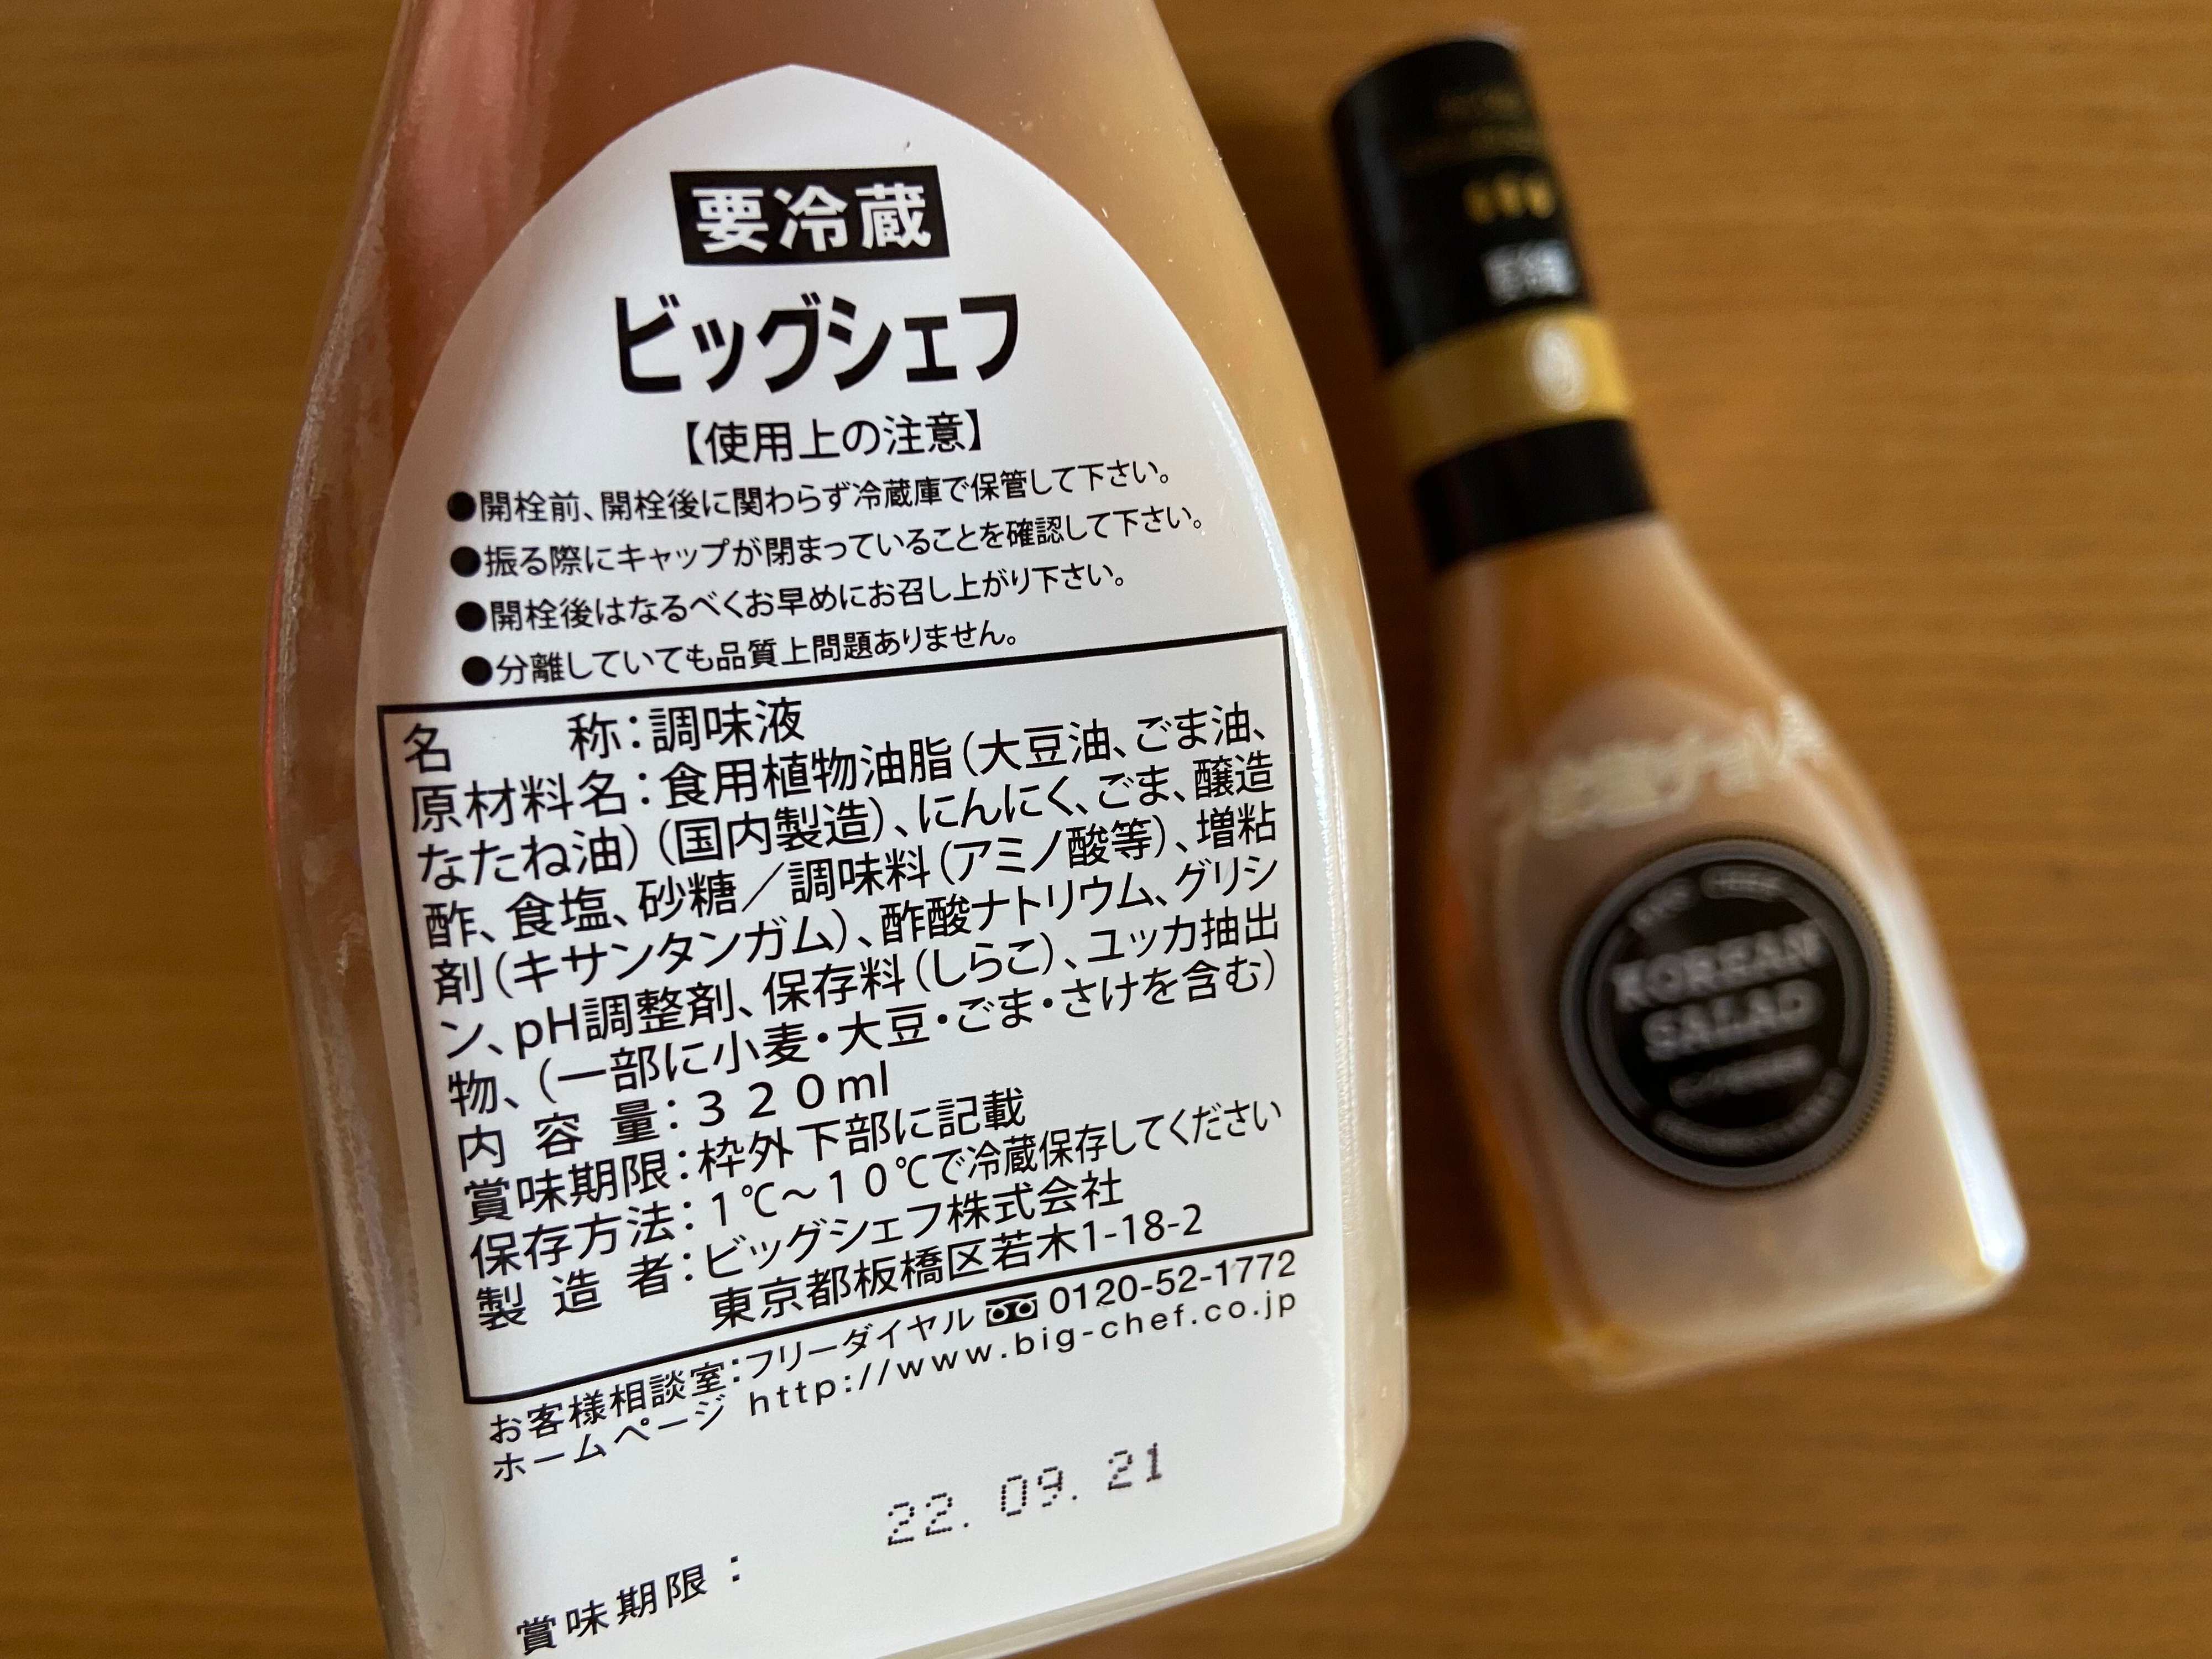 要冷蔵
ビッグシェフ
【使用上の注意】
●開栓前、開栓後に関わらず冷蔵庫で保管して下さい。
●振る際にキャップが閉まっていることを確認して下さい。
●開栓後はなるべくお早めにお召し上がり下さい。
●分離していても品質上問題ありません。
名　　称：調味液
原材料名：食用植物油脂（大豆油、ごま油、
なたね油）（国内製造）、にんにく、ごま、醸造
酢、食塩、砂糖／調味料（アミノ酸等）、増粘
剤（キサンタンガム）、酢酸ナトリウム、グリシ
ン、pH調整剤、保存料（しらこ）、ユッカ抽出
物、（一部に小麦・大豆・ごま・さけを含む）
内 容 量：３２０ml
賞味期限：枠外下部に記載
保存方法：１℃～１０℃で冷蔵保存してください
製 造 者：ビッグシェフ株式会社
東京都板橋区若木1-18-2
お客様相談室：フリーダイヤル 0120-52-1772
ホームページ http://www.big-chef.co.jp
22. 09. 21
賞味期限：
KOREAN
SALAD